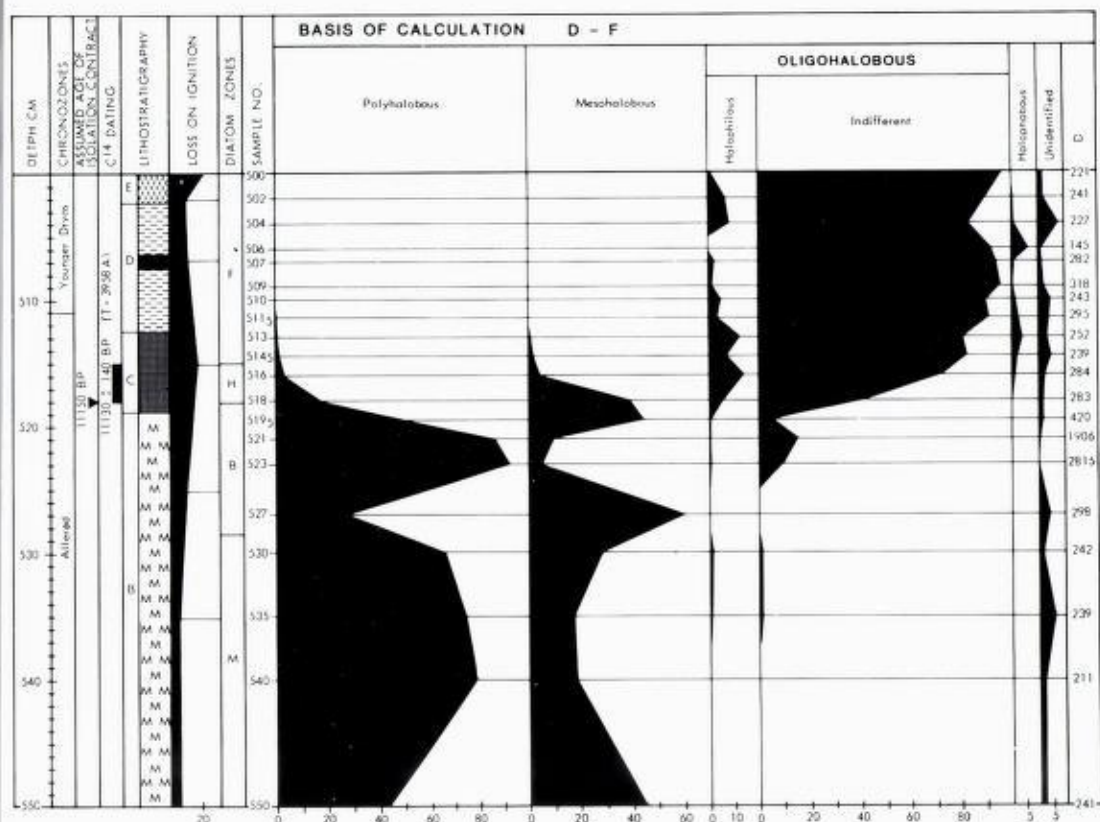 BASIS OF CALCULATION D - F
OLIGOHALOBOUS
DETPH CM
CHRONOZONES
ASSUMED AGE OF
ISOLATION CONTRACT
C14 DATING
LITHOSTRATIGRAPHY
LOSS ON IGNITION
DIATOM ZONES
SAMPLE NO.
Polyhalobous
Mesohalobous
Halophilous
Indifferent
Halophobous
Unidentified
Σ
510
520
530
540
550
Younger Dryas
Allerød
11130 BP
11130 ± 140 BP (T - 3958 A)
E
D
C
B
F
H
B
M
M M M
20
500
502
504
506
507
509
510
511
513
514
516
518
519
521
523
527
530
535
540
550
221
241
227
145
282
318
243
295
252
239
284
283
420
1906
2815
298
242
239
211
241
0 20 40 60 80
0 20 40 60
0 10
0 20 40 60 80
5
5